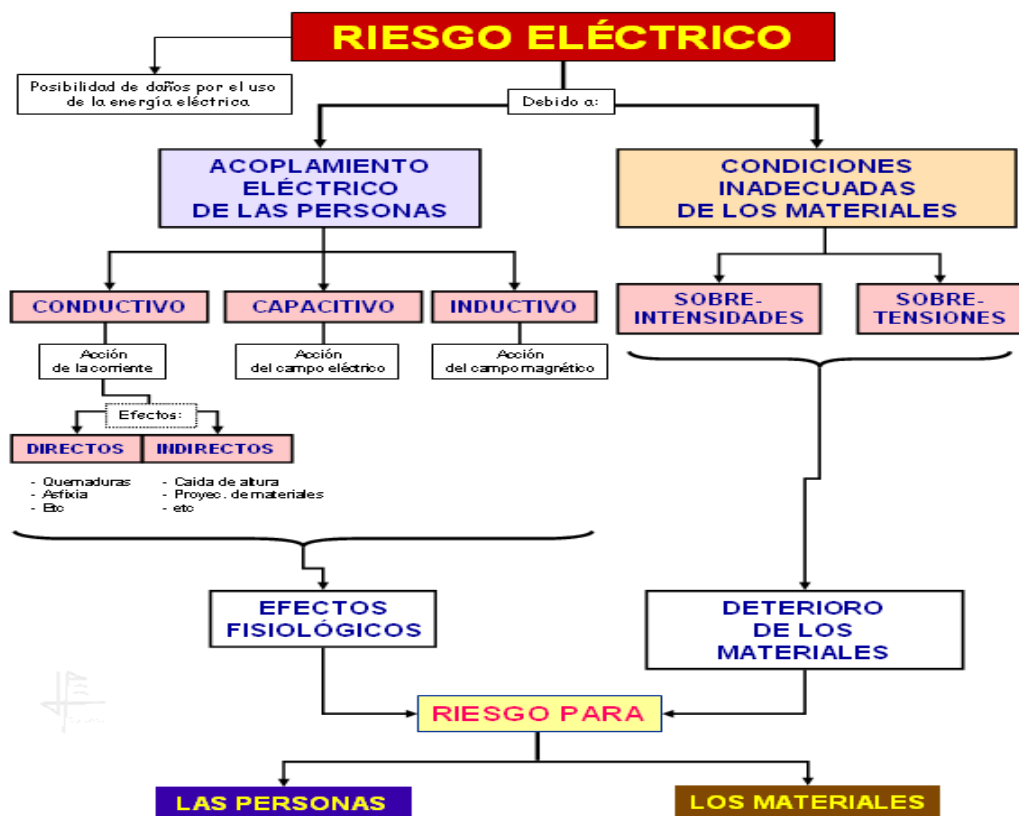 RIESGO ELÉCTRICO
Posibilidad de daños por el uso
de la energía eléctrica
Debido a:
ACOPLAMIENTO
ELÉCTRICO
DE LAS PERSONAS
CONDICIONES
INADECUADAS
DE LOS MATERIALES
CONDUCTIVO
CAPACITIVO
INDUCTIVO
SOBRE-
INTENSIDADES
SOBRE-
TENSIONES
Acción
de la corriente
Acción
del campo eléctrico
Acción
del campo magnético
Efectos:
DIRECTOS
INDIRECTOS
- Quemaduras
- Asfixia
- Etc
- Caida de altura
- Proyec. de materiales
- etc
EFECTOS
FISIOLÓGICOS
DETERIORO
DE LOS
MATERIALES
RIESGO PARA
LAS PERSONAS
LOS MATERIALES